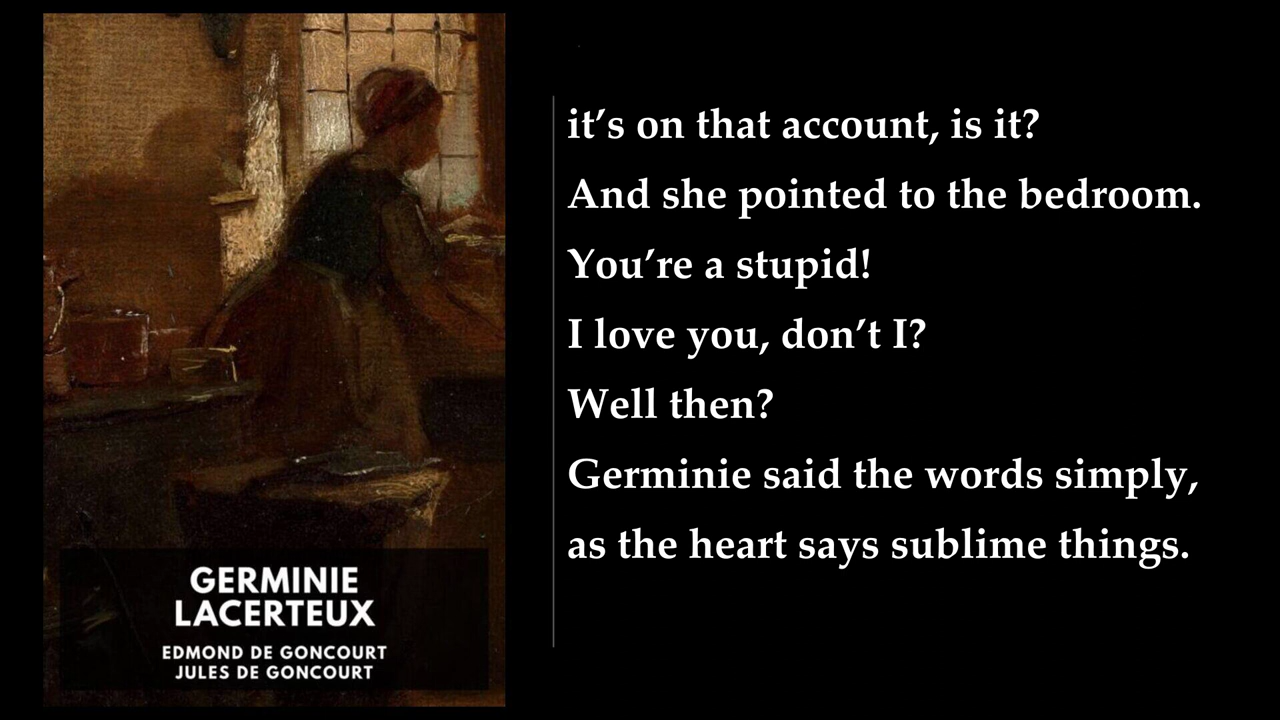 it’s on that account, is it?
And she pointed to the bedroom.
You’re a stupid!
I love you, don’t I?
Well then?
Germinie said the words simply,
as the heart says sublime things.
GERMINIE
LACERTEUX
EDMOND DE GONCOURT
JULES DE GONCOURT